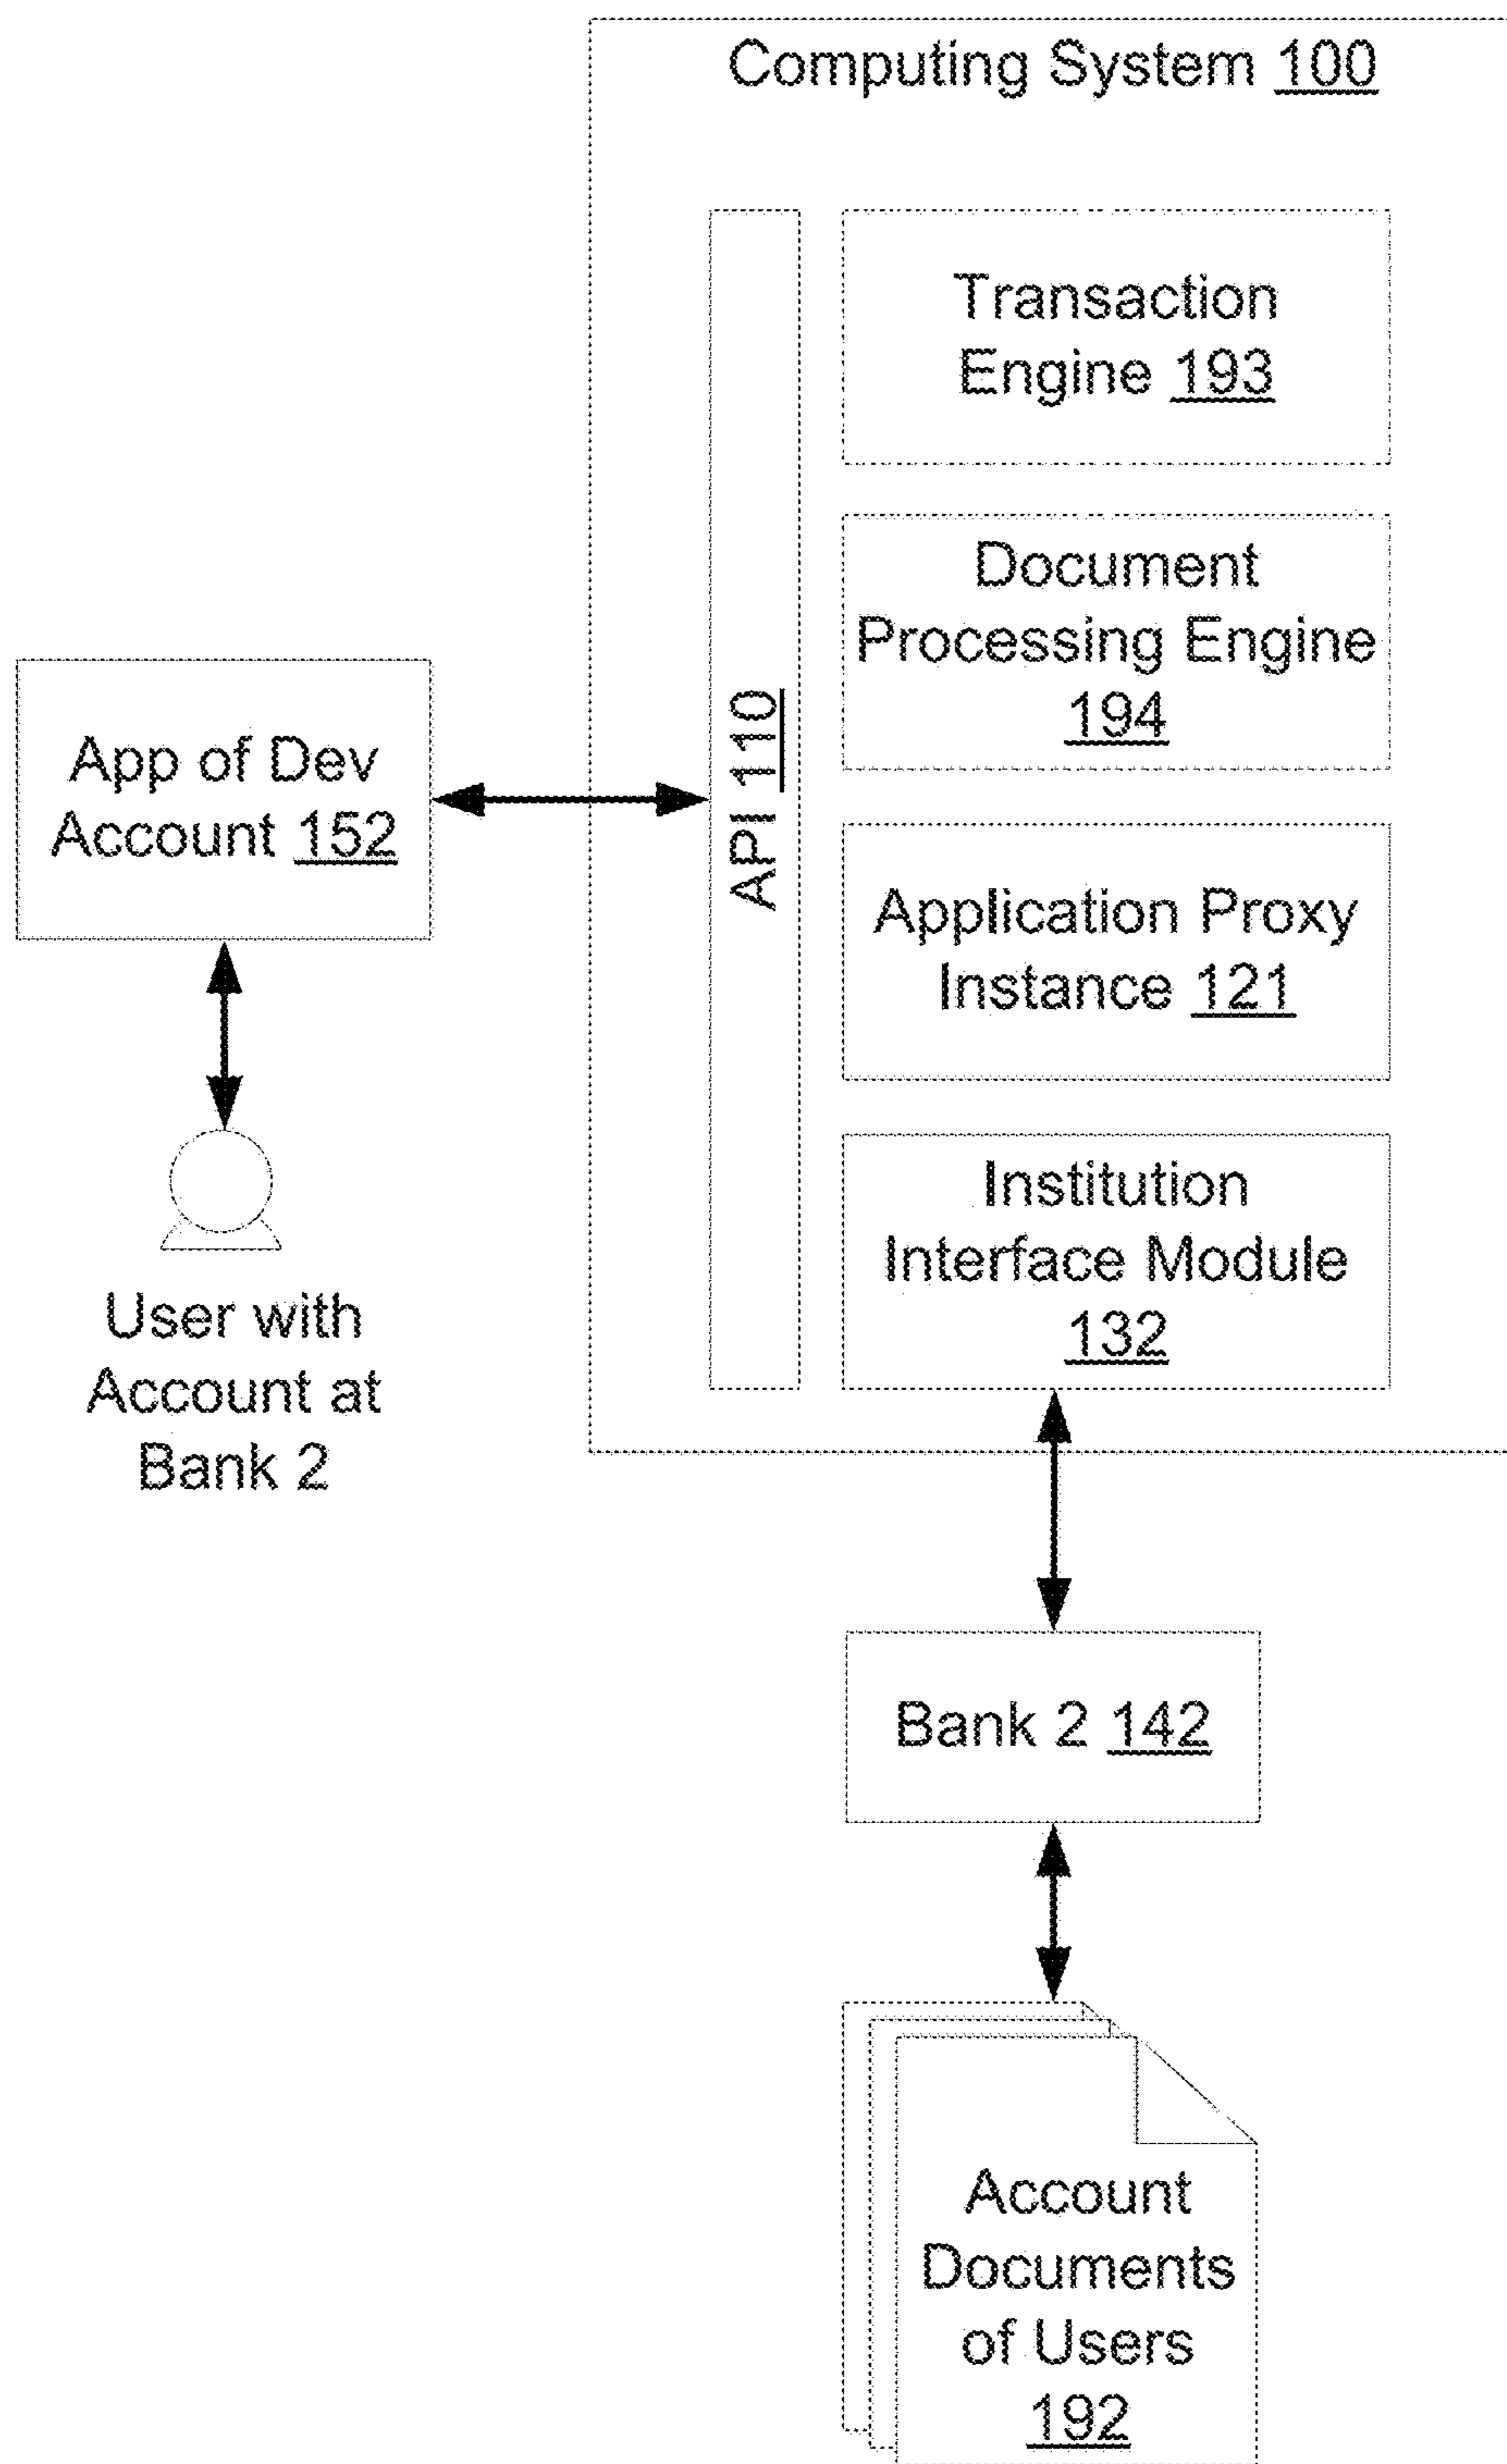 Computing System 100
Transaction
Engine 193
Document
Processing Engine
194
API 110
App of Dev
Account 152
Application Proxy
Instance 121
Institution
Interface Module
132
User with
Account at
Bank 2
Bank 2 142
Account
Documents
of Users
192